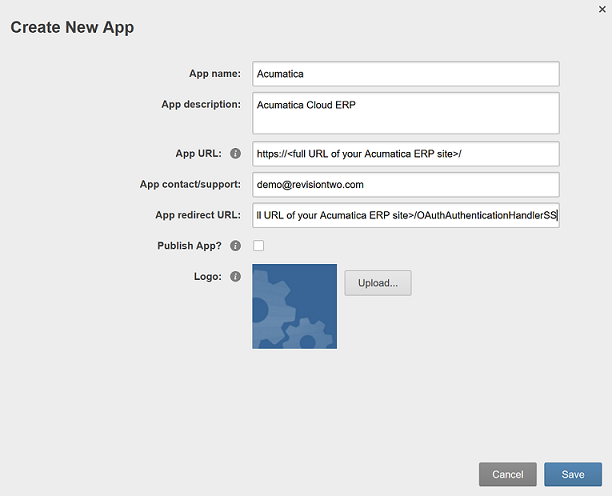 Create New App
App name: Acumatica
App description: Acumatica Cloud ERP
App URL: https://<full URL of your Acumatica ERP site>/
App contact/support: demo@revisiontwo.com
App redirect URL: ll URL of your Acumatica ERP site>/OAuthAuthenticationHandlerSS
Publish App?
Logo:
Upload...
Cancel Save